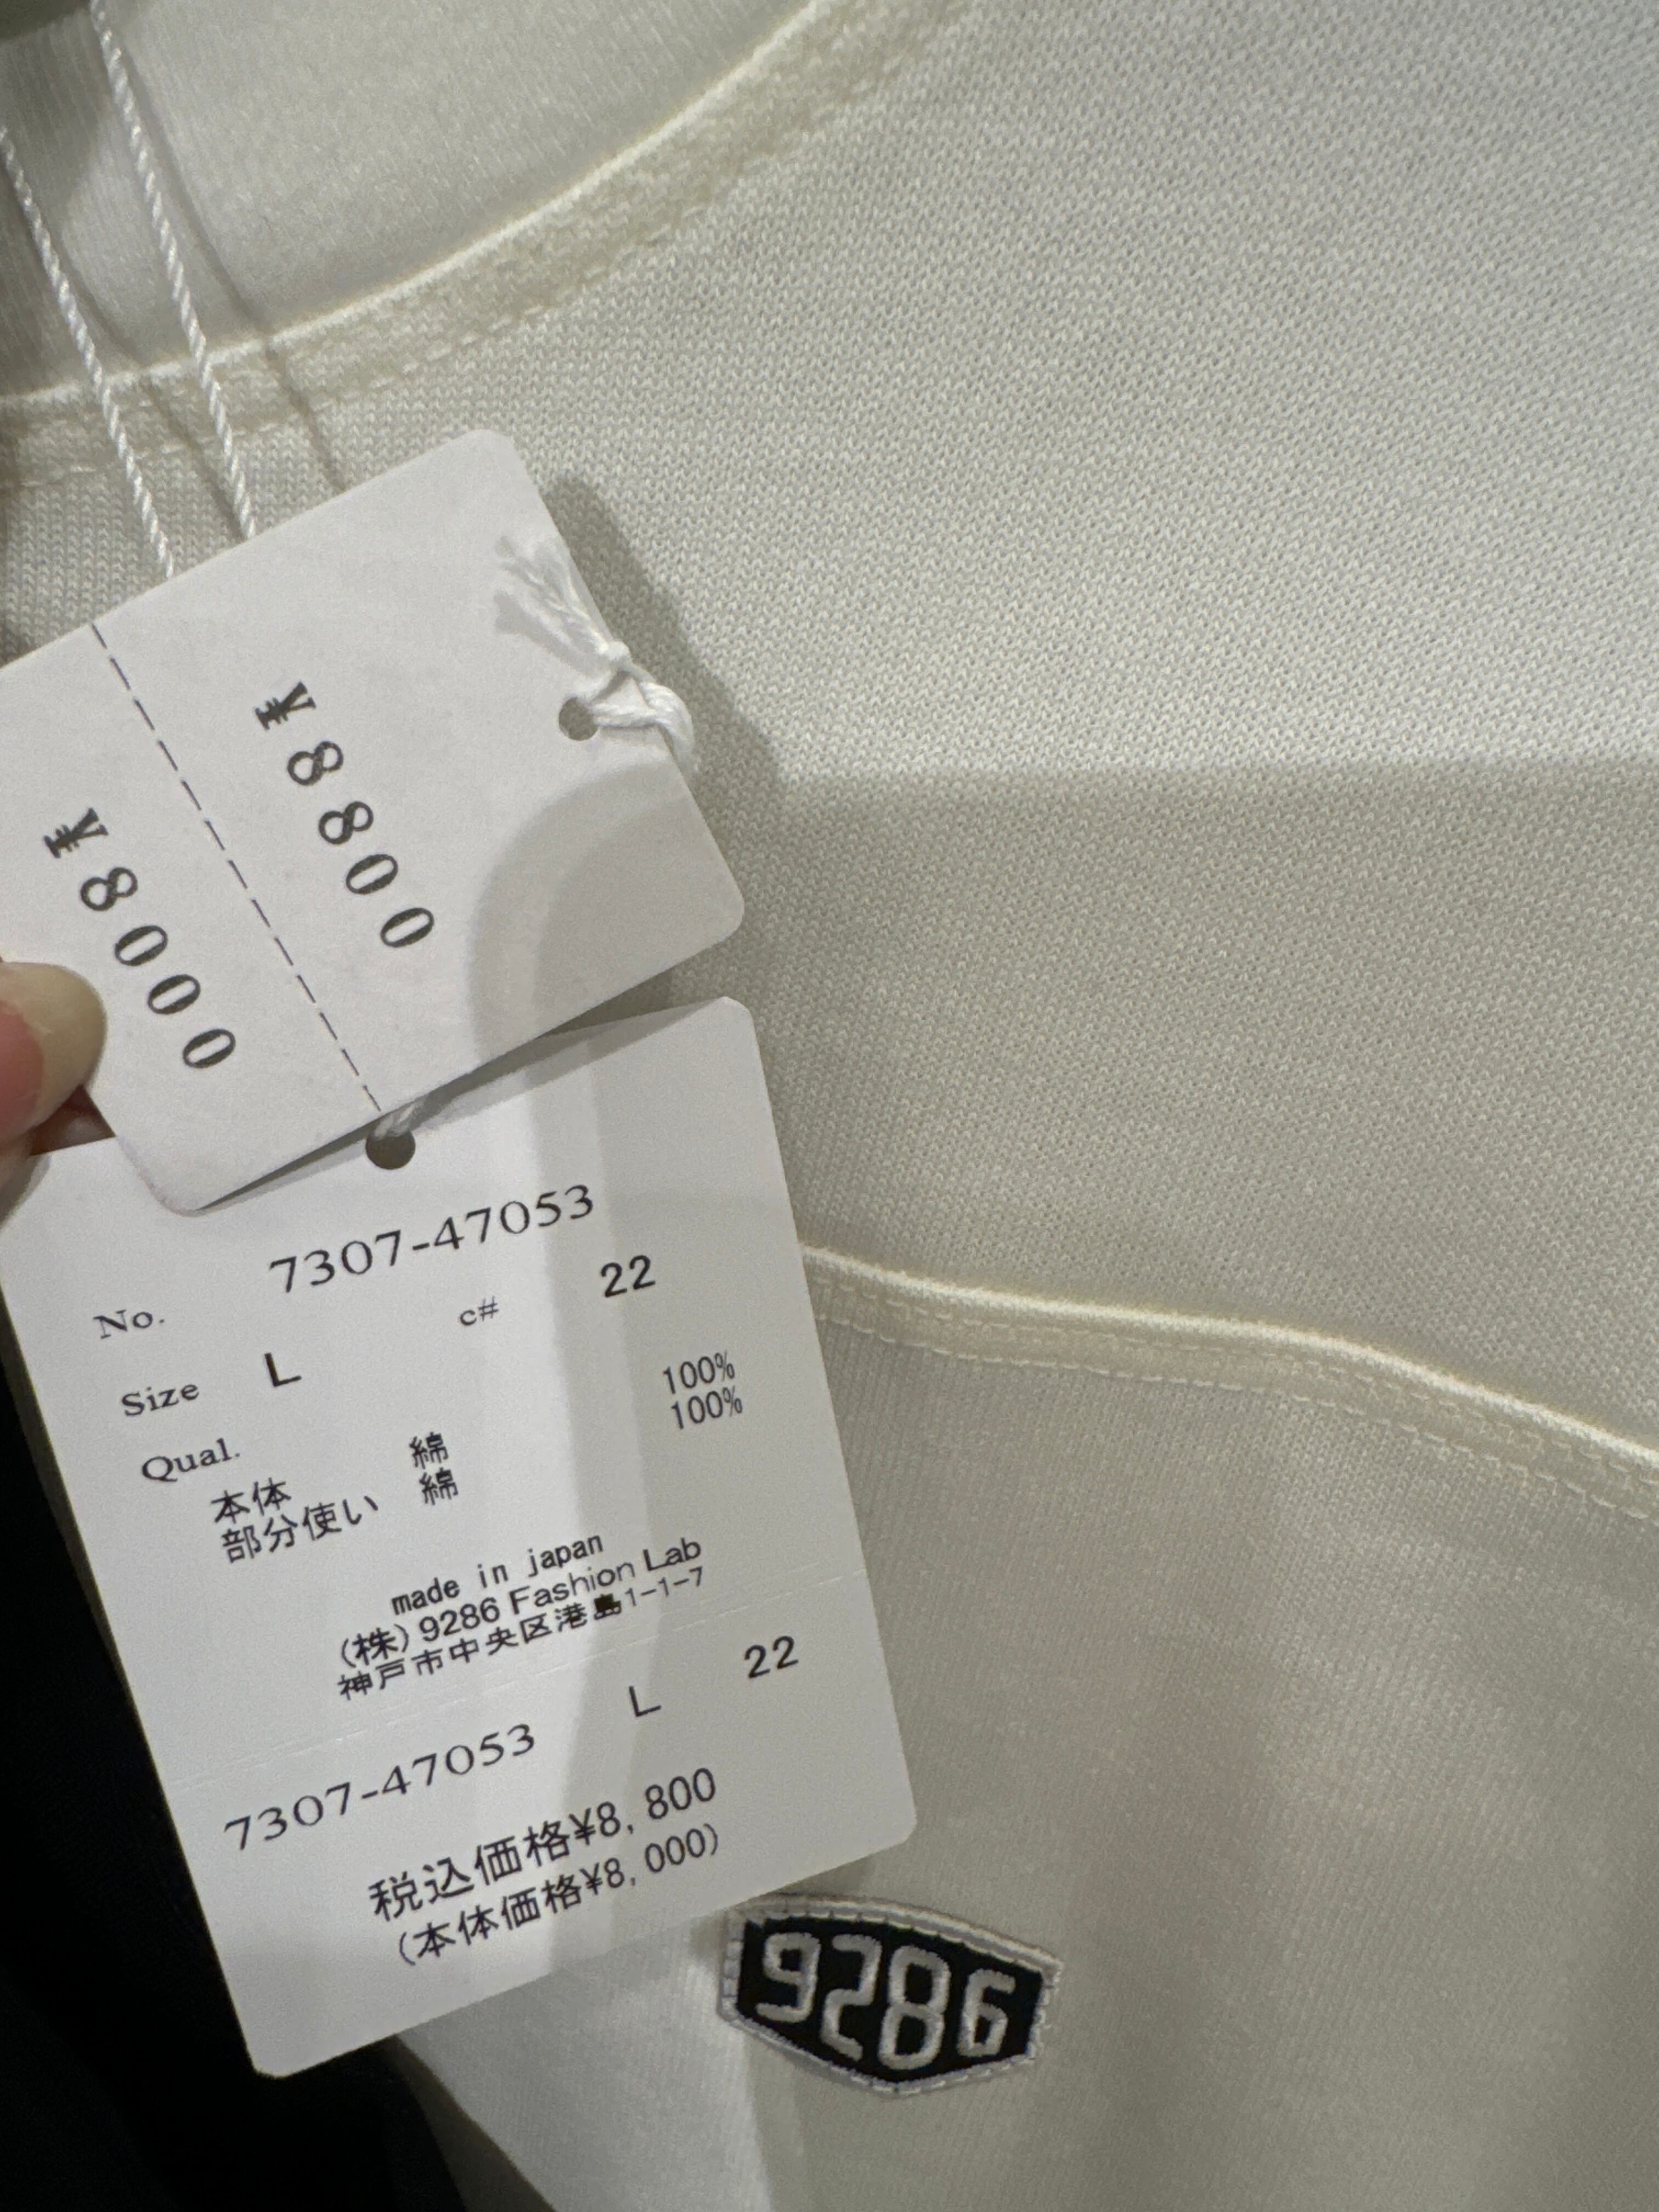 ¥8800
¥8000
No. 7307-47053
c# 22
Size L
Qual.
本体 綿 100%
部分使い 綿 100%
made in japan
(株) 9286 Fashion Lab
神戸市中央区港島1-1-7
7307-47053 L 22
税込価格¥8,800
(本体価格¥8,000)
9286